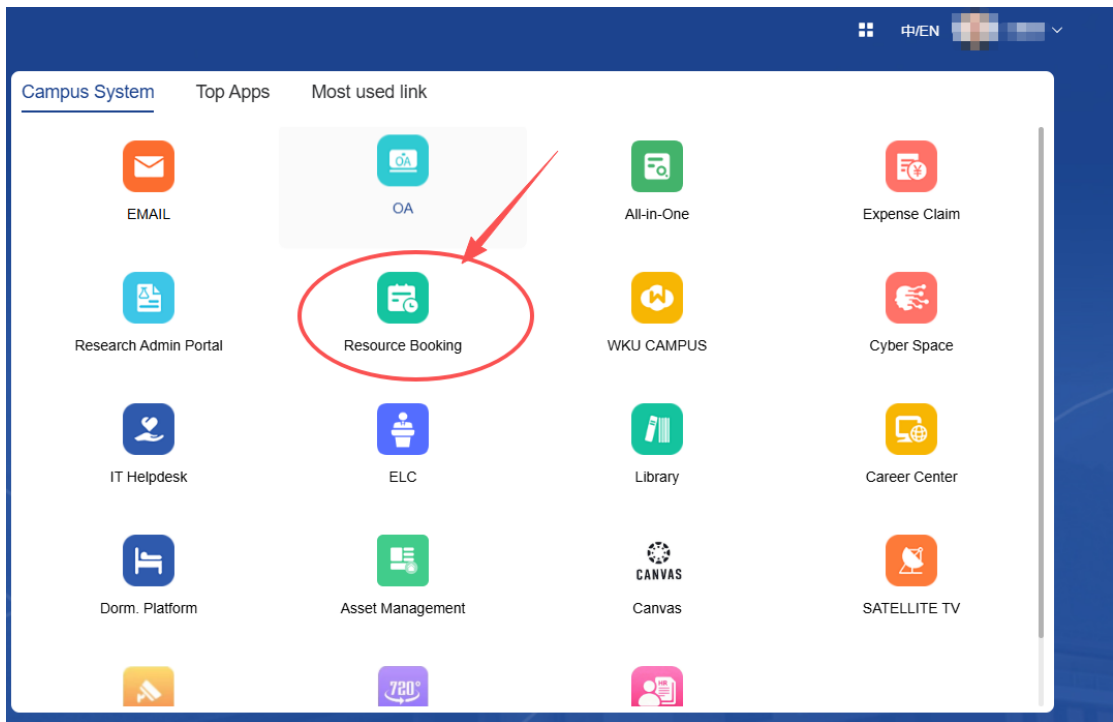 中/EN
Campus System Top Apps Most used link
OA
EMAIL OA All-in-One Expense Claim
Research Admin Portal Resource Booking WKU CAMPUS Cyber Space
IT Helpdesk ELC Library Career Center
CANVAS
Dorm. Platform Asset Management Canvas SATELLITE TV
720°
HR